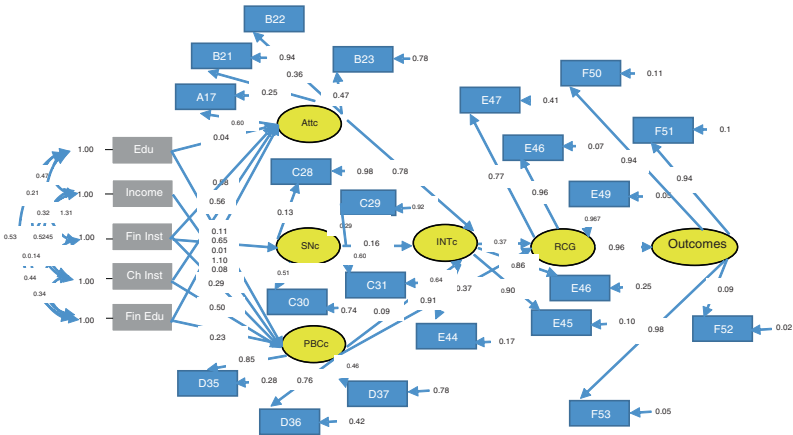 B22
B21
0.94
B23
0.78
0.36
A17
0.25
0.47
0.60
Attc
0.04
F50
0.11
E47
0.41
F51
0.1
E46
0.07
0.94
0.94
1.00
Edu
0.47
0.21
1.00
Income
0.58
0.56
C28
0.98
0.78
0.77
0.96
E49
0.05
0.32
1.31
C29
0.92
0.13
0.29
0.967
0.53
0.5245
1.00
Fin Inst
0.11
0.65
0.01
1.10
0.08
SNc
0.16
INTc
0.37
RCG
0.96
Outcomes
0.60
0.86
0.0.14
0.44
1.00
Ch Inst
0.29
0.51
C31
0.64
0.37
0.90
E46
0.25
0.09
0.34
1.00
Fin Edu
0.50
C30
0.74
0.09
0.91
E45
0.10
F52
0.02
0.23
PBCc
E44
0.17
0.98
0.85
0.46
D35
0.28
0.76
D37
0.78
D36
0.42
F53
0.05